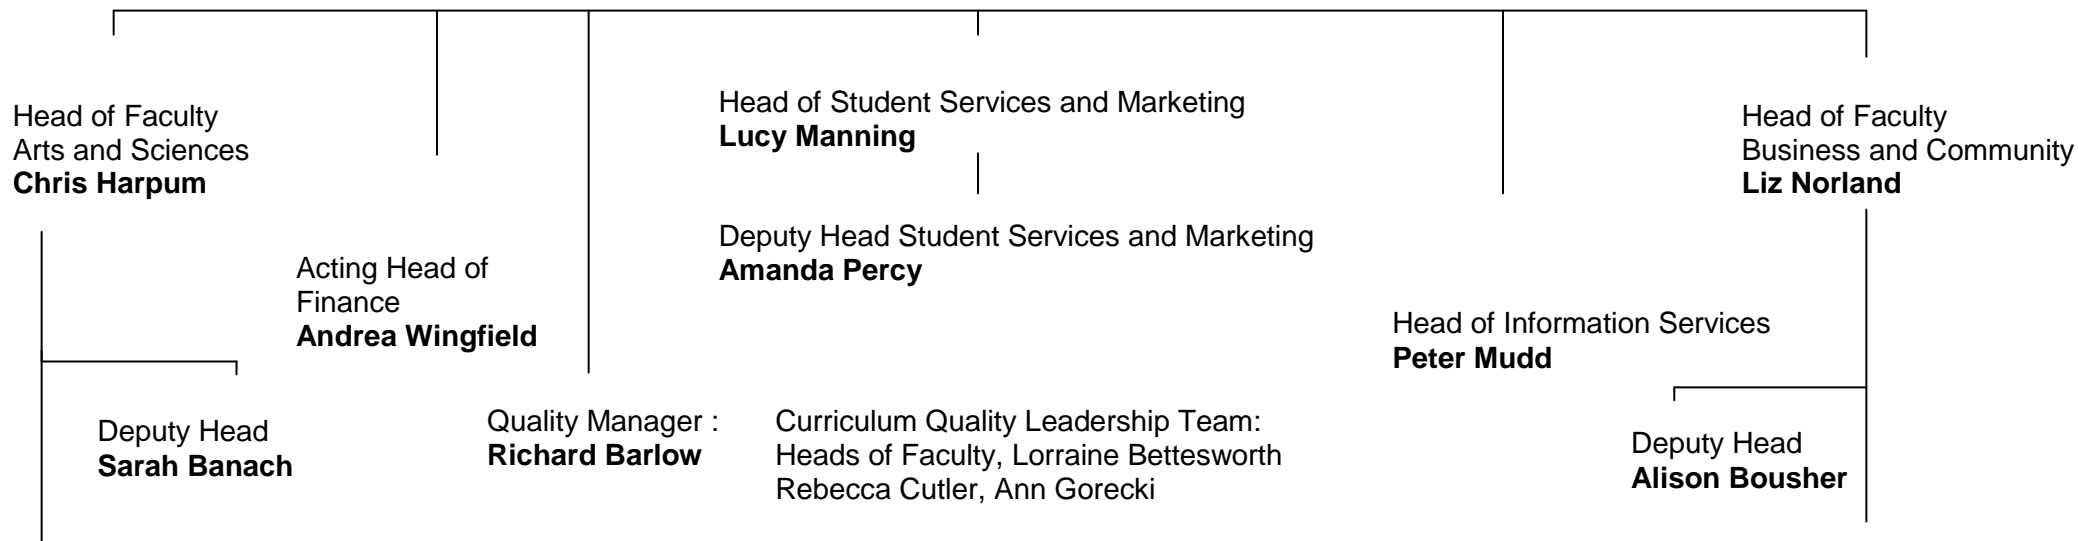 Head of Faculty
Arts and Sciences
Chris Harpum
Head of Student Services and Marketing
Lucy Manning
Head of Faculty
Business and Community
Liz Norland
Deputy Head Student Services and Marketing
Amanda Percy
Acting Head of
Finance
Andrea Wingfield
Head of Information Services
Peter Mudd
Deputy Head
Sarah Banach
Quality Manager :
Richard Barlow
Curriculum Quality Leadership Team:
Heads of Faculty, Lorraine Bettesworth
Rebecca Cutler, Ann Gorecki
Deputy Head
Alison Bousher